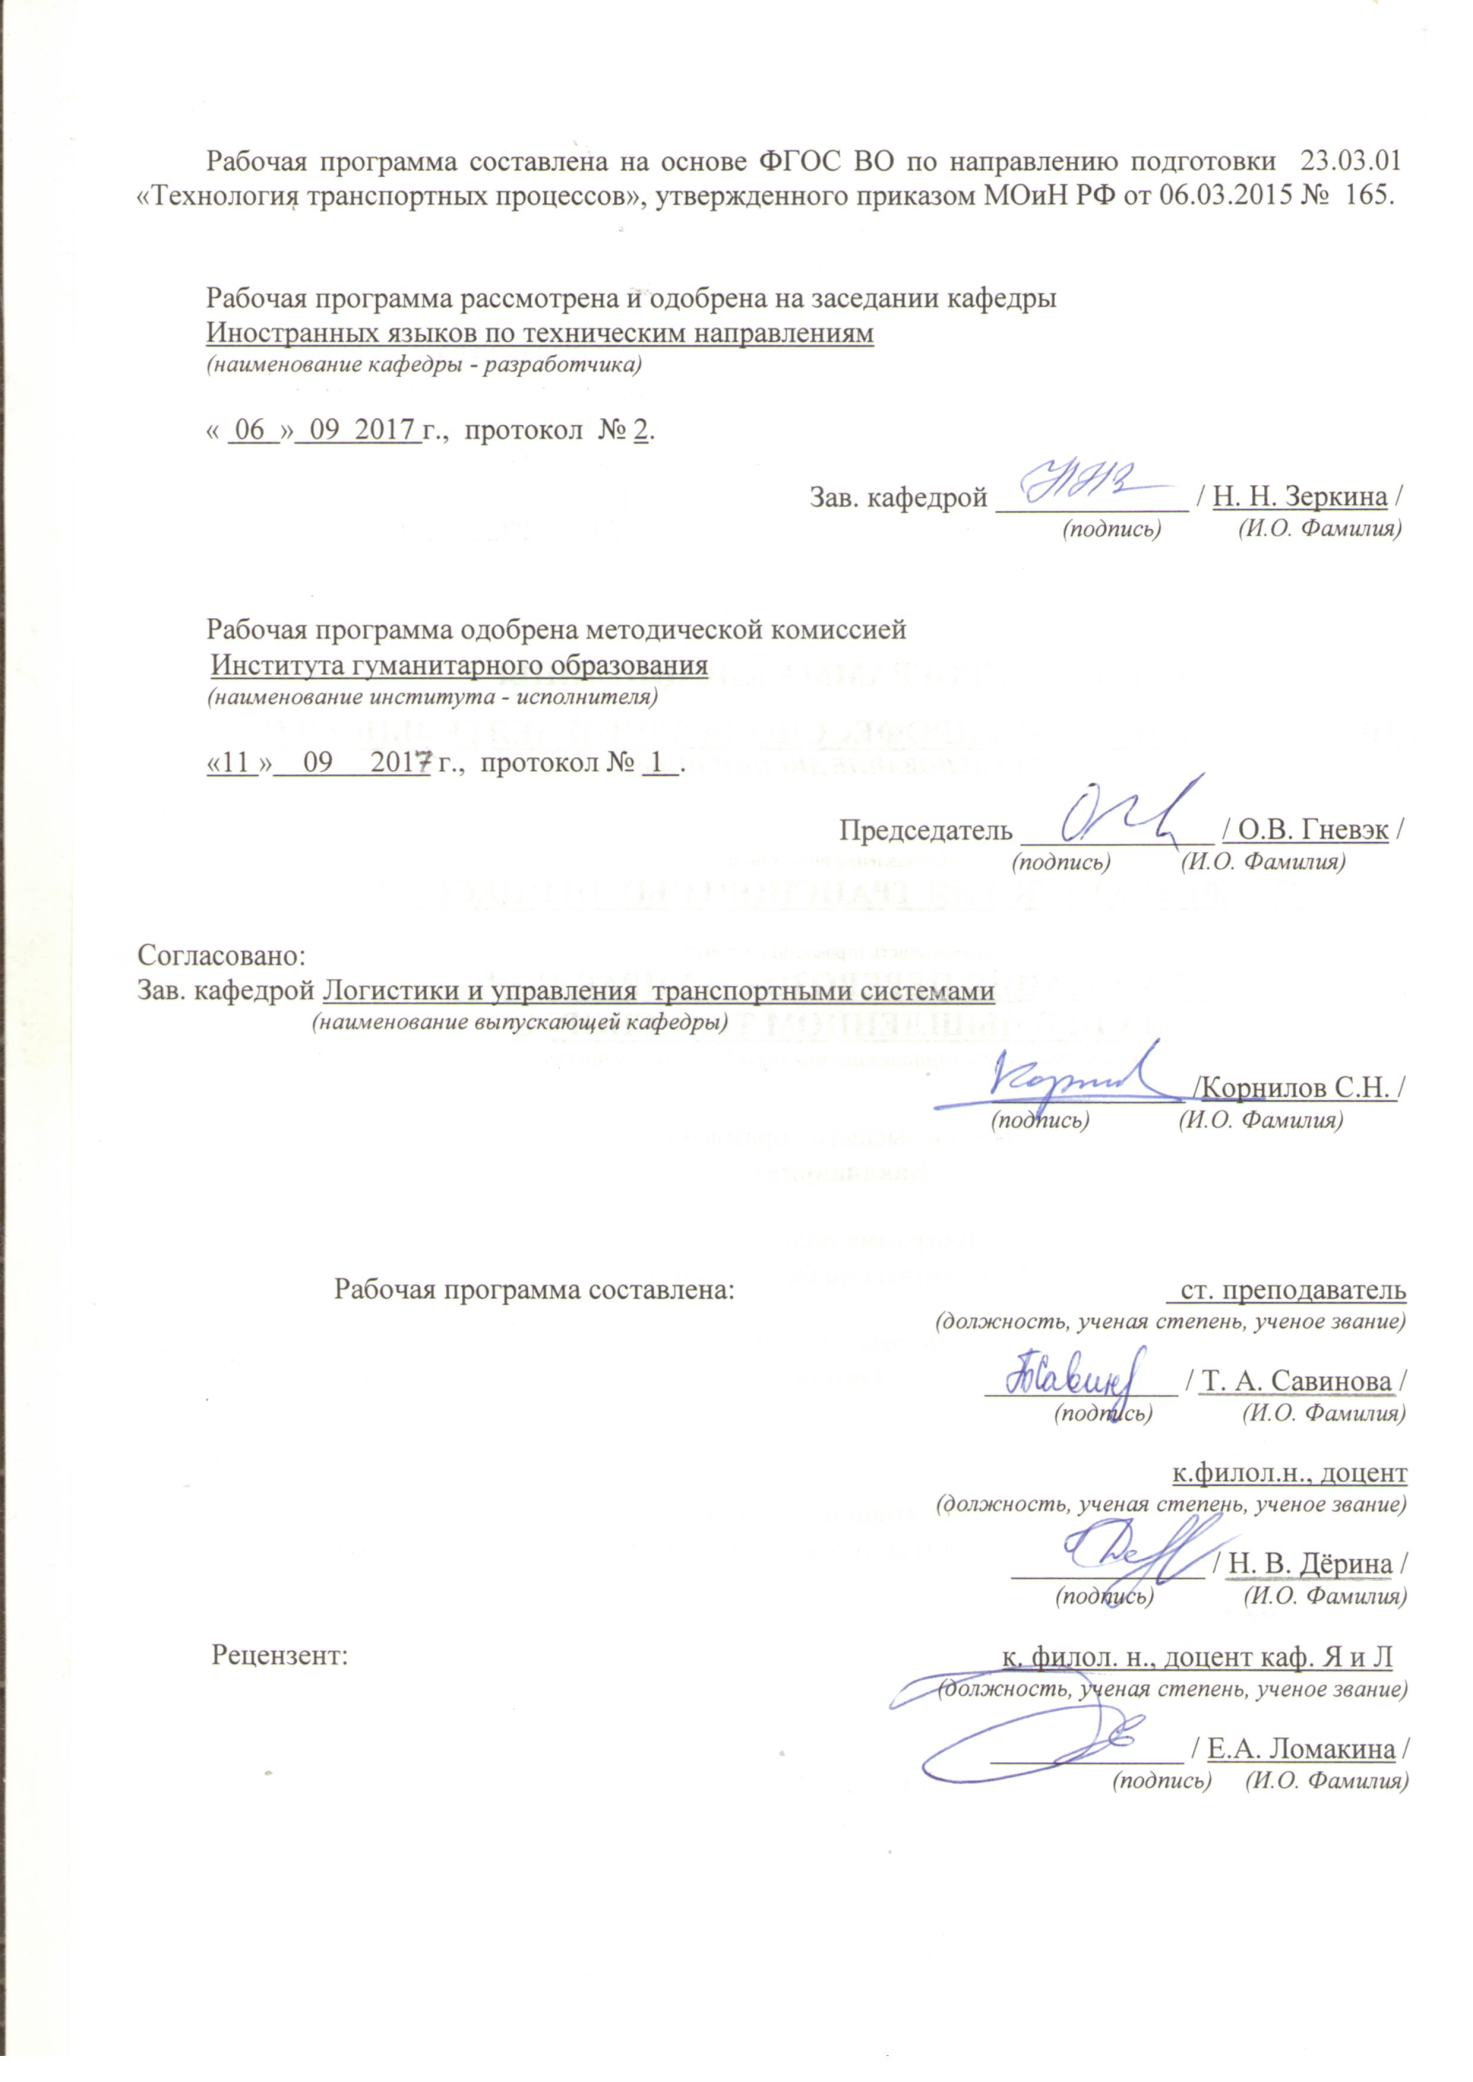 Рабочая программа составлена на основе ФГОС ВО по направлению подготовки 23.03.01
«Технология транспортных процессов», утвержденного приказом МОиН РФ от 06.03.2015 № 165.
Рабочая программа рассмотрена и одобрена на заседании кафедры
Иностранных языков по техническим направлениям
(наименование кафедры - разработчика)
« 06 » 09 2017 г., протокол № 2.
Зав. кафедрой ______________ / Н. Н. Зеркина /
(подпись) (И.О. Фамилия)
Рабочая программа одобрена методической комиссией
Института гуманитарного образования
(наименование института - исполнителя)
«11 » 09 2017 г., протокол № 1 .
Председатель ______________ / О.В. Гневэк /
(подпись) (И.О. Фамилия)
Согласовано:
Зав. кафедрой Логистики и управления транспортными системами
(наименование выпускающей кафедры)
______________ /Корнилов С.Н. /
(подпись) (И.О. Фамилия)
Рабочая программа составлена: ст. преподаватель
(должность, ученая степень, ученое звание)
______________ / Т. А. Савинова /
(подпись) (И.О. Фамилия)
к.филол.н., доцент
(должность, ученая степень, ученое звание)
______________ / Н. В. Дёрина /
(подпись) (И.О. Фамилия)
Рецензент: к. филол. н., доцент каф. Я и Л
(должность, ученая степень, ученое звание)
______________ / Е.А. Ломакина /
(подпись) (И.О. Фамилия)